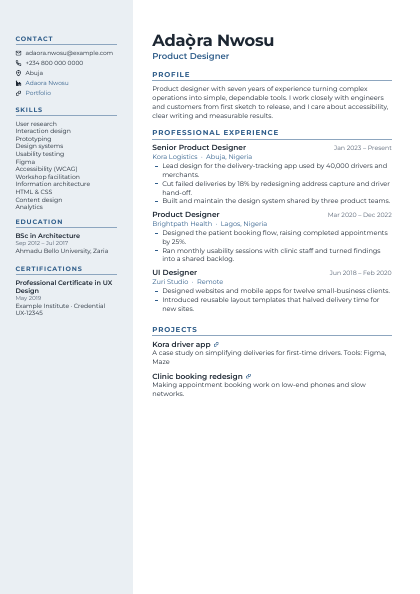 CONTACT
adaora.nwosu@example.com
+234 800 000 0000
Abuja
Adaora Nwosu
Portfolio
SKILLS
User research
Interaction design
Prototyping
Design systems
Usability testing
Figma
Accessibility (WCAG)
Workshop facilitation
Information architecture
HTML & CSS
Content design
Analytics
EDUCATION
BSc in Architecture
Sep 2012 – Jul 2017
Ahmadu Bello University, Zaria
CERTIFICATIONS
Professional Certificate in UX
Design
May 2019
Example Institute · Credential
UX-12345
Adaọ̀ra Nwosu
Product Designer
PROFILE
Product designer with seven years of experience turning complex
operations into simple, dependable tools. I work closely with engineers
and customers from first sketch to release, and I care about accessibility,
clear writing and measurable results.
PROFESSIONAL EXPERIENCE
Senior Product Designer Jan 2023 – Present
Kora Logistics · Abuja, Nigeria
– Lead design for the delivery-tracking app used by 40,000 drivers and
merchants.
– Cut failed deliveries by 18% by redesigning address capture and driver
hand-off.
– Built and maintain the design system shared by three product teams.
Product Designer Mar 2020 – Dec 2022
Brightpath Health · Lagos, Nigeria
– Designed the patient booking flow, raising completed appointments
by 25%.
– Ran monthly usability sessions with clinic staff and turned findings
into a shared backlog.
UI Designer Jun 2018 – Feb 2020
Zuri Studio · Remote
– Designed websites and mobile apps for twelve small-business clients.
– Introduced reusable layout templates that halved delivery time for
new sites.
PROJECTS
Kora driver app
A case study on simplifying deliveries for first-time drivers. Tools: Figma,
Maze
Clinic booking redesign
Making appointment booking work on low-end phones and slow
networks.